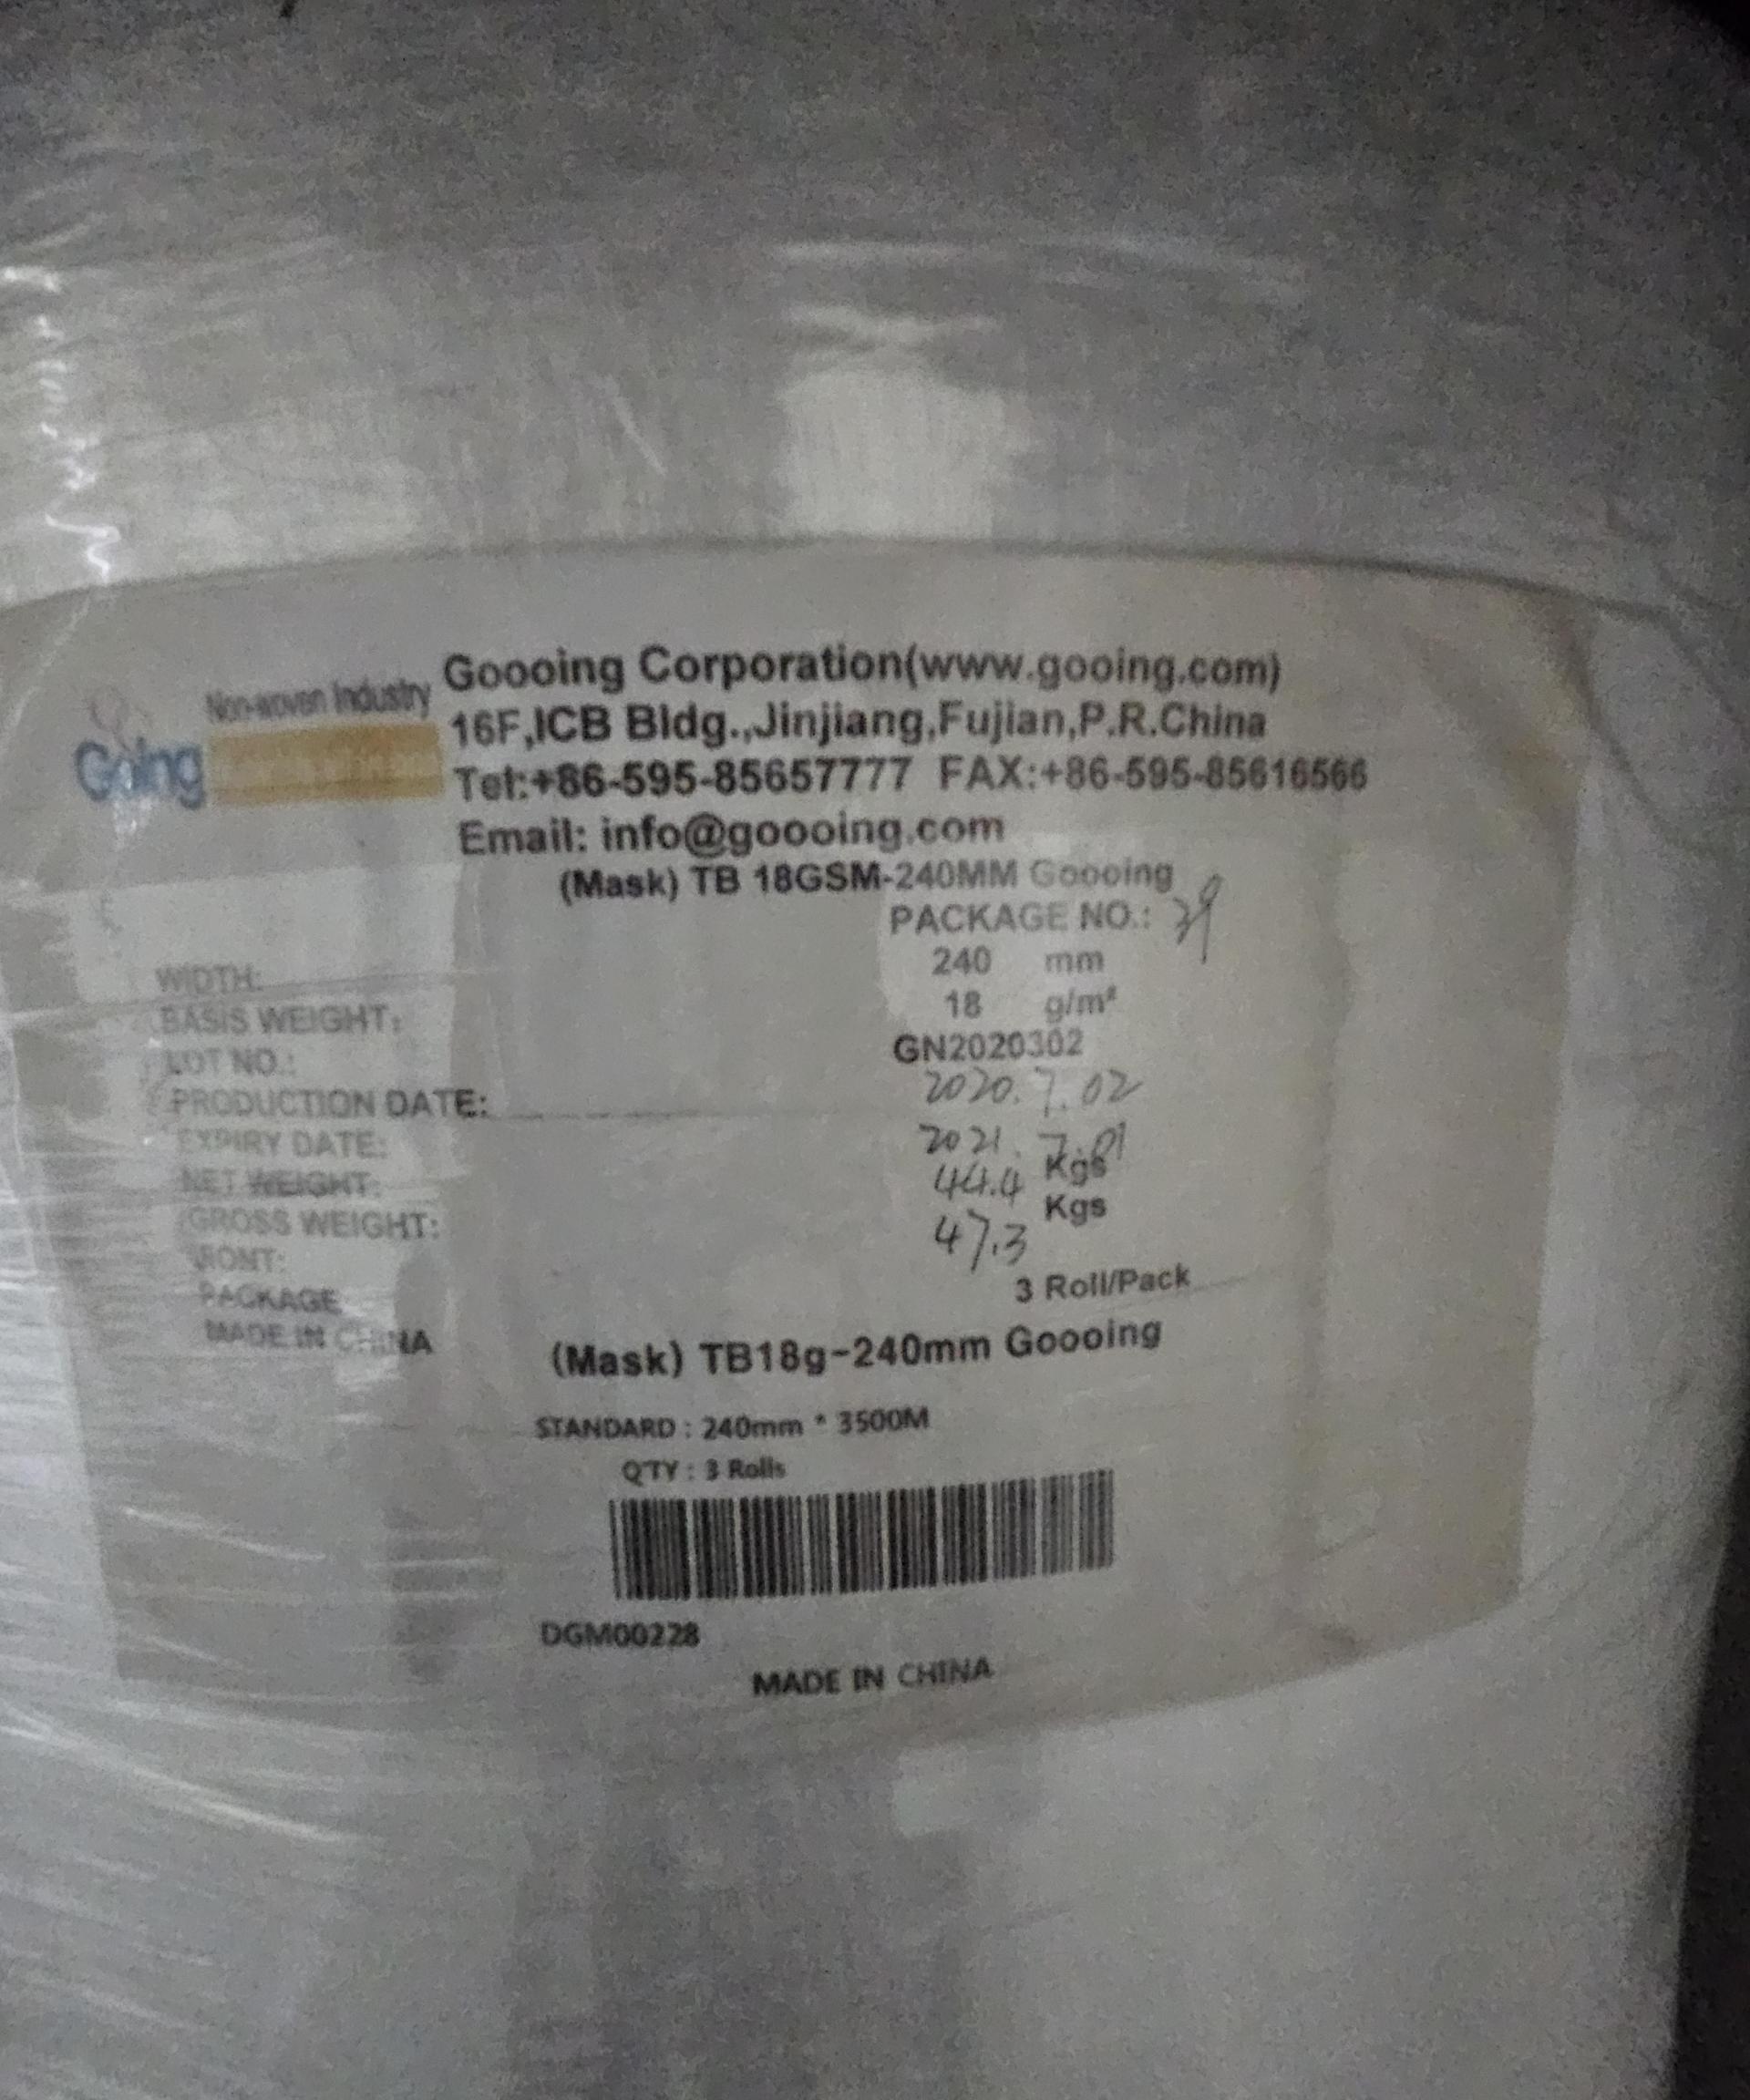 Non-woven Industry
Going
Goooing Corporation(www.gooing.com)
16F,ICB Bldg.,Jinjiang,Fujian,P.R.China
Tel:+86-595-85657777 FAX:+86-595-85616566
Email: info@goooing.com
(Mask) TB 18GSM-240MM Goooing
PACKAGE NO.: 39
WIDTH: 240 mm
BASIS WEIGHT: 18 g/m²
LOT NO.: GN2020302
PRODUCTION DATE: 2020.7.02
EXPIRY DATE: 2021.7.01
NET WEIGHT: 44.4 Kgs
GROSS WEIGHT: 47.3 Kgs
PACKAGE 3 Roll/Pack
MADE IN CHINA
(Mask) TB18g-240mm Goooing
STANDARD : 240mm * 3500M
Q'TY : 3 Rolls
DGM00228
MADE IN CHINA